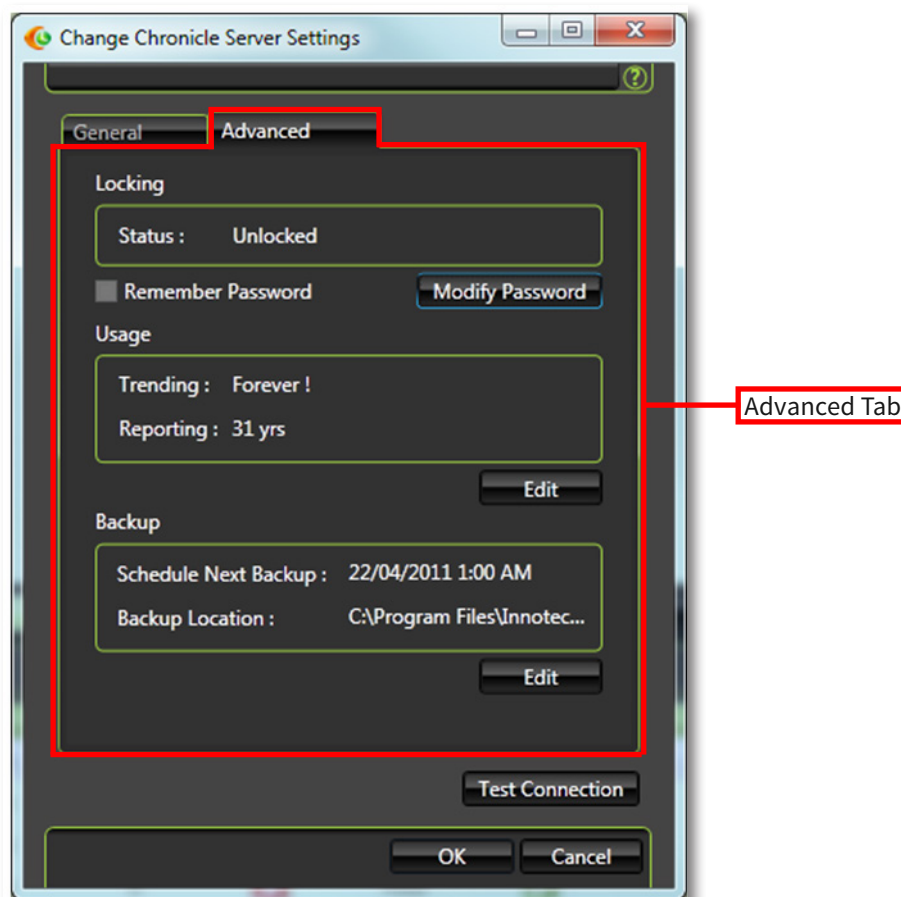 Change Chronicle Server Settings
?
General Advanced
Locking
Status : Unlocked
Remember Password Modify Password
Usage
Trending : Forever !
Reporting : 31 yrs
Advanced Tab
Edit
Backup
Schedule Next Backup : 22/04/2011 1:00 AM
Backup Location : C:\Program Files\Innotec...
Edit
Test Connection
OK Cancel